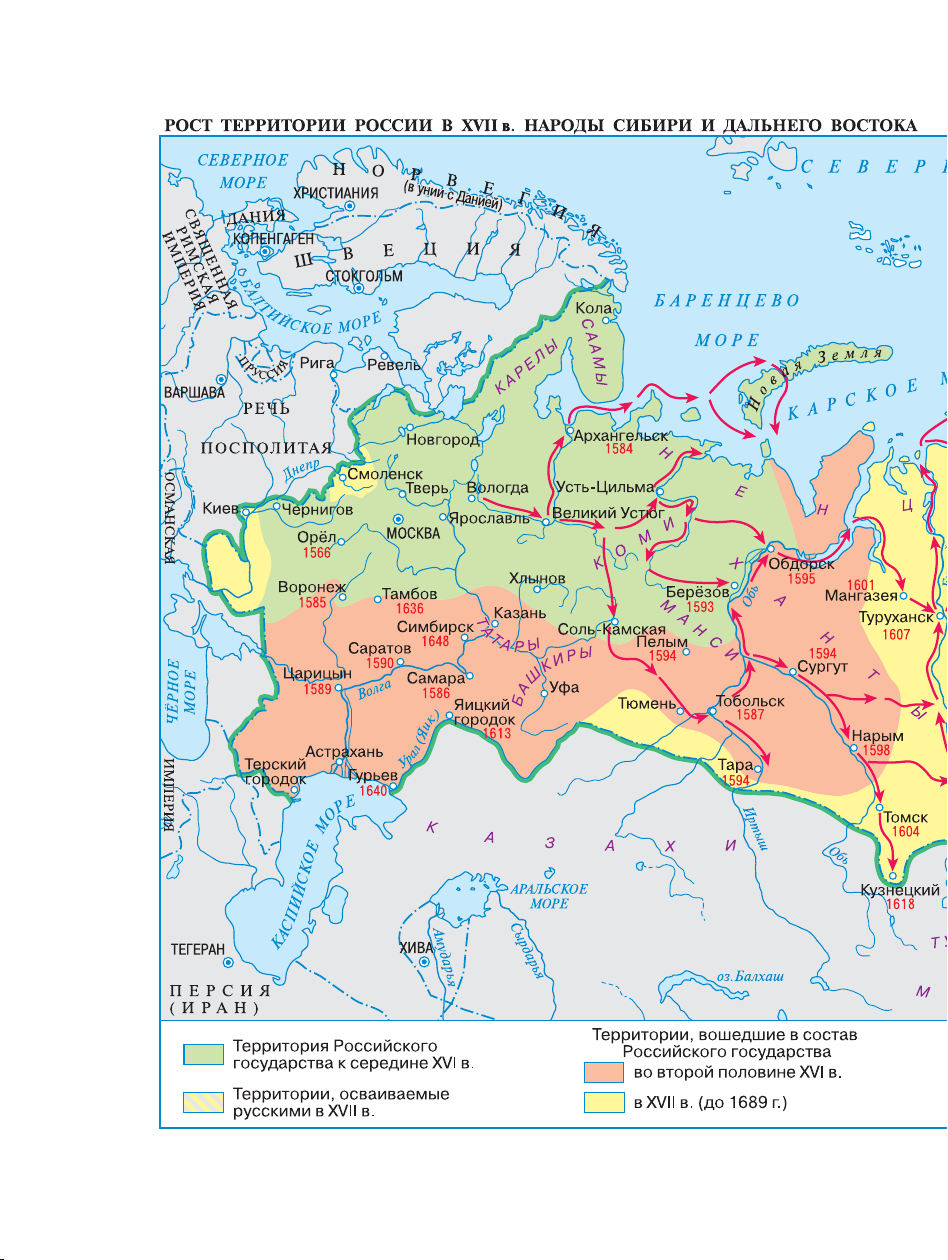 РОСТ ТЕРРИТОРИИ РОССИИ В XVII в. НАРОДЫ СИБИРИ И ДАЛЬНЕГО ВОСТОКА
СЕВЕРНОЕ
МОРЕ
НОРВЕГИЯ
(в унии с Данией)
ХРИСТИАНИЯ
СЕВЕР
ДАНИЯ
КОПЕНГАГЕН
СВЯЩЕННАЯ
РИМСКАЯ
ИМПЕРИЯ
ШВЕЦИЯ
СТОКГОЛЬМ
БАЛТИЙСКОЕ МОРЕ
БАРЕНЦЕВО
МОРЕ
Кола
СААМЫ
КАРЕЛЫ
Новая Земля
КАРСКОЕ М
ПРУССИЯ
Рига
Ревель
ВАРШАВА
РЕЧЬ
ПОСПОЛИТАЯ
Днепр
Новгород
Архангельск
1584
НЕНЦ
Смоленск
Тверь
Вологда
Усть-Цильма
ОСМАНСКАЯ
Киев
Чернигов
МОСКВА
Ярославль
Великий Устюг
КОМИ
Орёл
1566
Обдорск
1595
ХАНТЫ
1601
Мангазея
Хлынов
Берёзов
1593
Обь
Воронеж
1585
Тамбов
1636
МАНСИ
Туруханск
1607
Казань
Симбирск
1648
ТАТАРЫ
Соль-Камская
Пелым
1594
1594
Сургут
Саратов
1590
БАШКИРЫ
Царицын
1589
Волга
Самара
1586
Уфа
ЧЁРНОЕ
МОРЕ
Яицкий
городок
1613
Тюмень
Тобольск
1587
Урал (Яик)
Нарым
1598
Астрахань
Терский
городок
Гурьев
1640
Тара
1594
ИМПЕРИЯ
Томск
1604
КАСПИЙСКОЕ МОРЕ
КАЗАХИ
Иртыш
Обь
Кузнецкий
1618
АРАЛЬСКОЕ
МОРЕ
ТЕГЕРАН
ХИВА
Амударья
Сырдарья
ТУ
оз.Балхаш
М
ПЕРСИЯ
(ИРАН)
Территория Российского
государства к середине XVI в.
Территории, осваиваемые
русскими в XVII в.
Территории, вошедшие в состав
Российского государства
во второй половине XVI в.
в XVII в. (до 1689 г.)